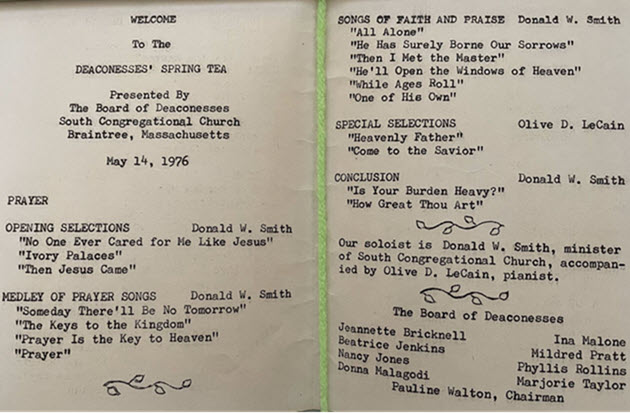 WELCOME
To The
DEACONESSES' SPRING TEA
Presented By
The Board of Deaconesses
South Congregational Church
Braintree, Massachusetts
May 14, 1976
PRAYER
OPENING SELECTIONS Donald W. Smith
"No One Ever Cared for Me Like Jesus"
"Ivory Palaces"
"Then Jesus Came"
MEDLEY OF PRAYER SONGS Donald W. Smith
"Someday There'll Be No Tomorrow"
"The Keys to the Kingdom"
"Prayer Is the Key to Heaven"
"Prayer"
SONGS OF FAITH AND PRAISE Donald W. Smith
"All Alone"
"He Has Surely Borne Our Sorrows"
"Then I Met the Master"
"He'll Open the Windows of Heaven"
"While Ages Roll"
"One of His Own"
SPECIAL SELECTIONS Olive D. LeCain
"Heavenly Father"
"Come to the Savior"
CONCLUSION Donald W. Smith
"Is Your Burden Heavy?"
"How Great Thou Art"
Our soloist is Donald W. Smith, minister
of South Congregational Church, accompan-
ied by Olive D. LeCain, pianist.
The Board of Deaconesses
Jeannette Bricknell Ina Malone
Beatrice Jenkins Mildred Pratt
Nancy Jones Phyllis Rollins
Donna Malagodi Marjorie Taylor
Pauline Walton, Chairman